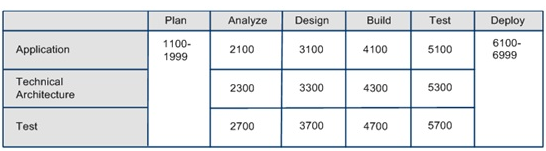 Plan Analyze Design Build Test Deploy
Application 1100-1999 2100 3100 4100 5100 6100-6999
Technical Architecture 2300 3300 4300 5300
Test 2700 3700 4700 5700